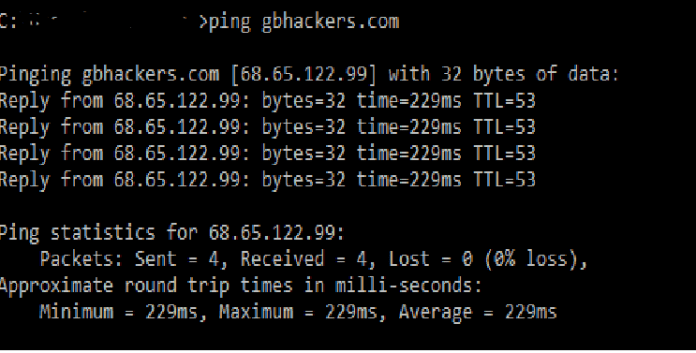 C: >ping gbhackers.com
Pinging gbhackers.com [68.65.122.99] with 32 bytes of data:
Reply from 68.65.122.99: bytes=32 time=229ms TTL=53
Reply from 68.65.122.99: bytes=32 time=229ms TTL=53
Reply from 68.65.122.99: bytes=32 time=229ms TTL=53
Reply from 68.65.122.99: bytes=32 time=229ms TTL=53
Ping statistics for 68.65.122.99:
Packets: Sent = 4, Received = 4, Lost = 0 (0% loss),
Approximate round trip times in milli-seconds:
Minimum = 229ms, Maximum = 229ms, Average = 229ms